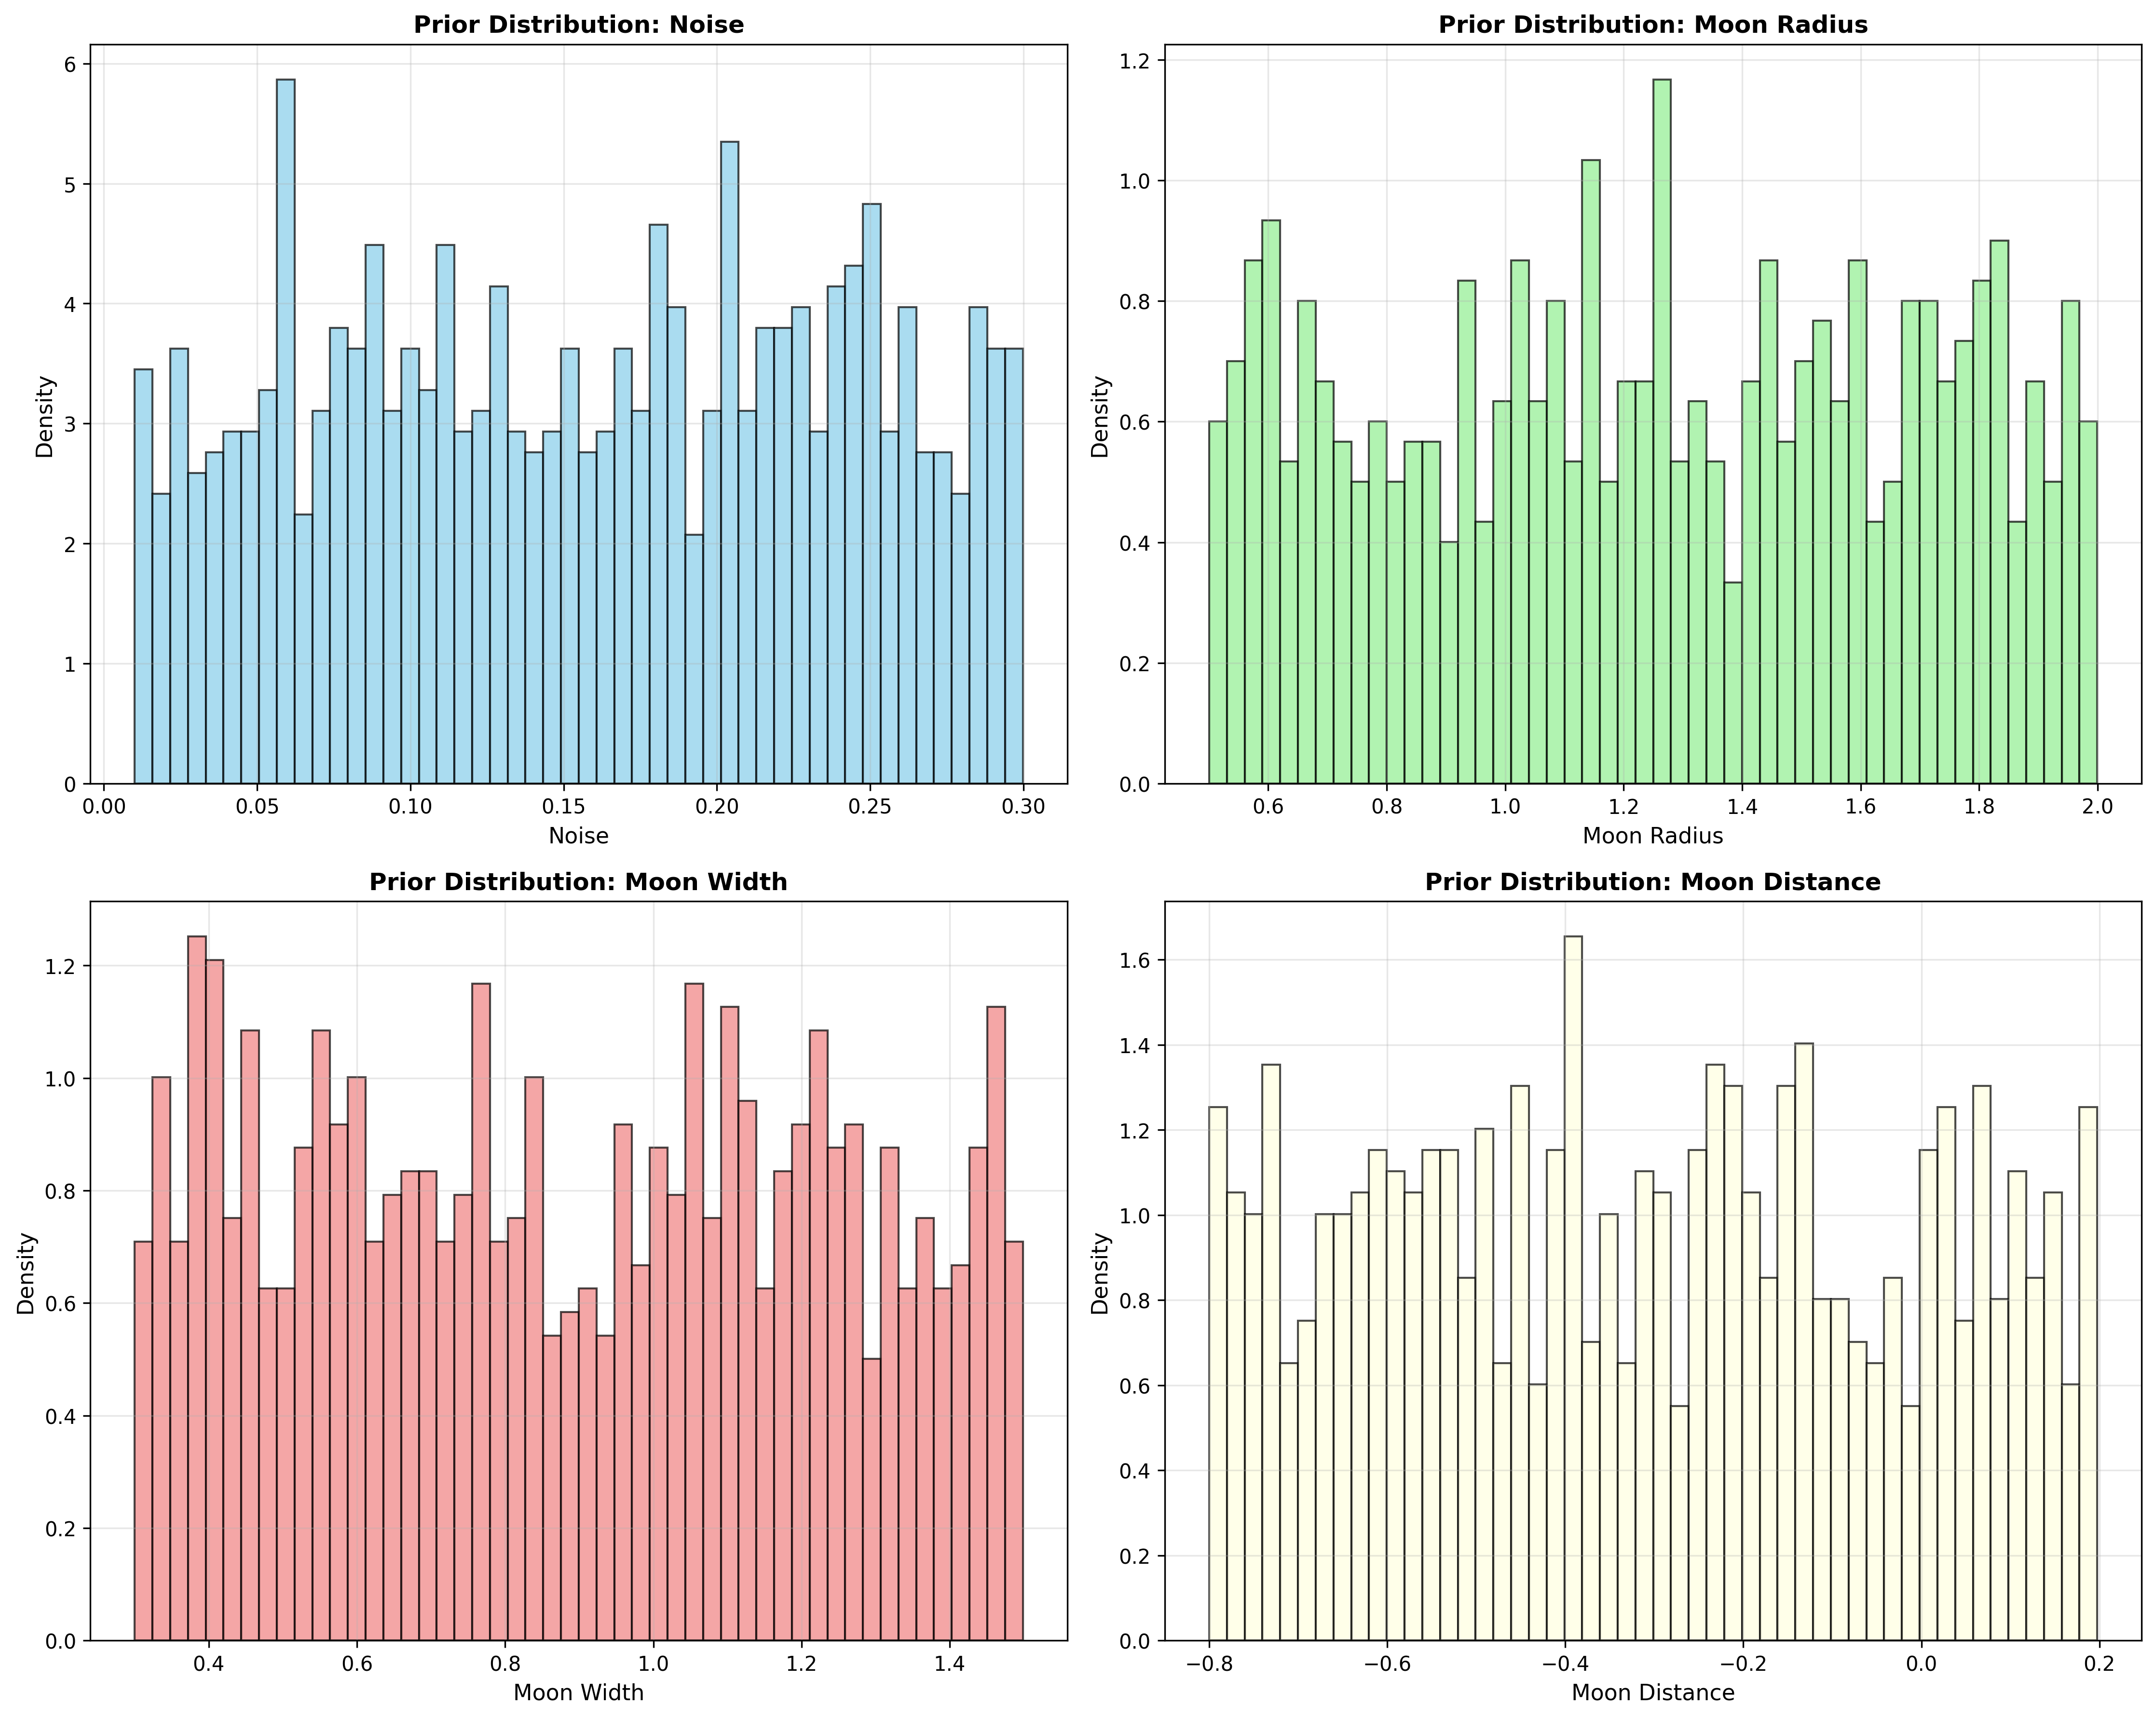 Prior Distribution: Noise
6
5
4
3
2
1
0
Density
0.00 0.05 0.10 0.15 0.20 0.25 0.30
Noise
Prior Distribution: Moon Radius
1.2
1.0
0.8
0.6
0.4
0.2
0.0
Density
0.6 0.8 1.0 1.2 1.4 1.6 1.8 2.0
Moon Radius
Prior Distribution: Moon Width
1.2
1.0
0.8
0.6
0.4
0.2
0.0
Density
0.4 0.6 0.8 1.0 1.2 1.4
Moon Width
Prior Distribution: Moon Distance
1.6
1.4
1.2
1.0
0.8
0.6
0.4
0.2
0.0
Density
−0.8 −0.6 −0.4 −0.2 0.0 0.2
Moon Distance